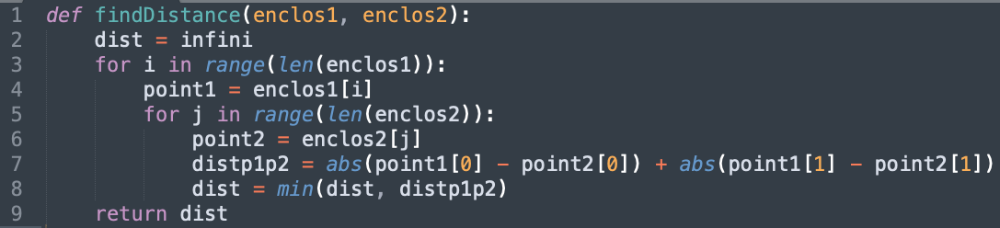 1 def findDistance(enclos1, enclos2):
2     dist = infini
3     for i in range(len(enclos1)):
4         point1 = enclos1[i]
5         for j in range(len(enclos2)):
6             point2 = enclos2[j]
7             distp1p2 = abs(point1[0] - point2[0]) + abs(point1[1] - point2[1])
8             dist = min(dist, distp1p2)
9     return dist